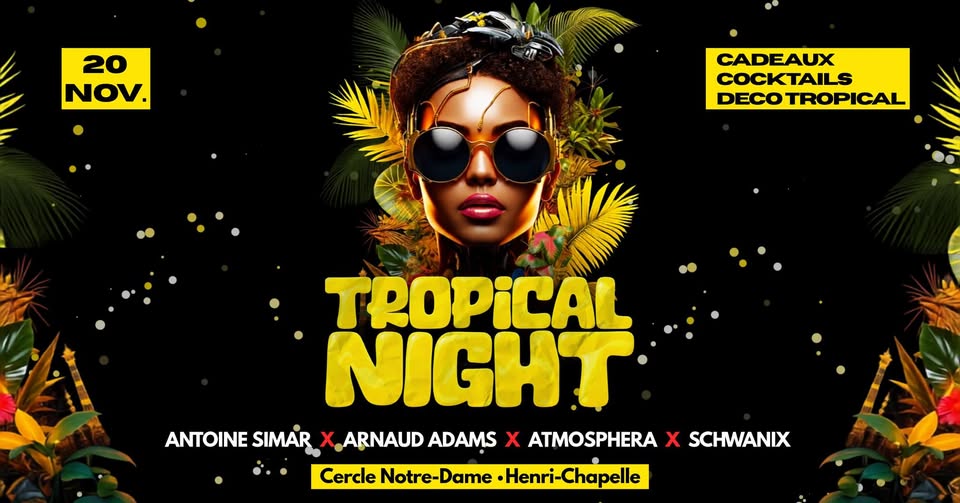 20
NOV.
CADEAUX
COCKTAILS
DECO TROPICAL
TROPiCAL
NIGHT
ANTOINE SIMAR X ARNAUD ADAMS X ATMOSPHERA X SCHWANIX
Cercle Notre-Dame • Henri-Chapelle